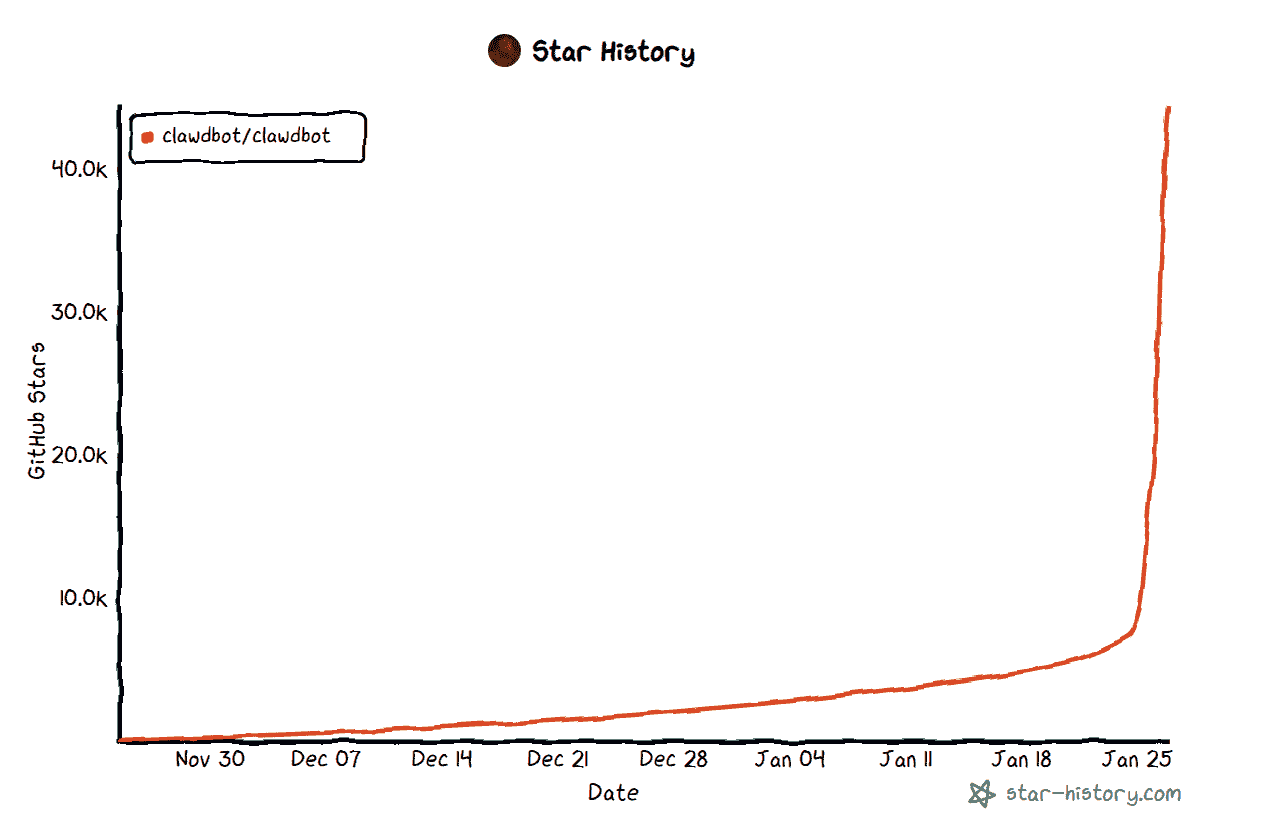 Star History
clawdbot/clawdbot
40.0K
30.0K
20.0K
10.0K
GitHub Stars
Nov 30 Dec 07 Dec 14 Dec 21 Dec 28 Jan 04 Jan 11 Jan 18 Jan 25
Date
star-history.com